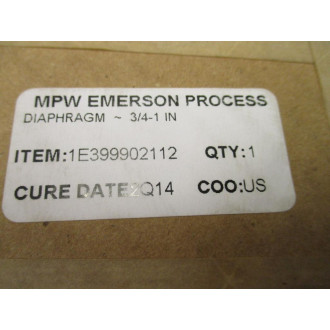 MPW EMERSON PROCESS
DIAPHRAGM ~ 3/4-1 IN
ITEM:1E399902112 QTY:1
CURE DATE2Q14 COO:US